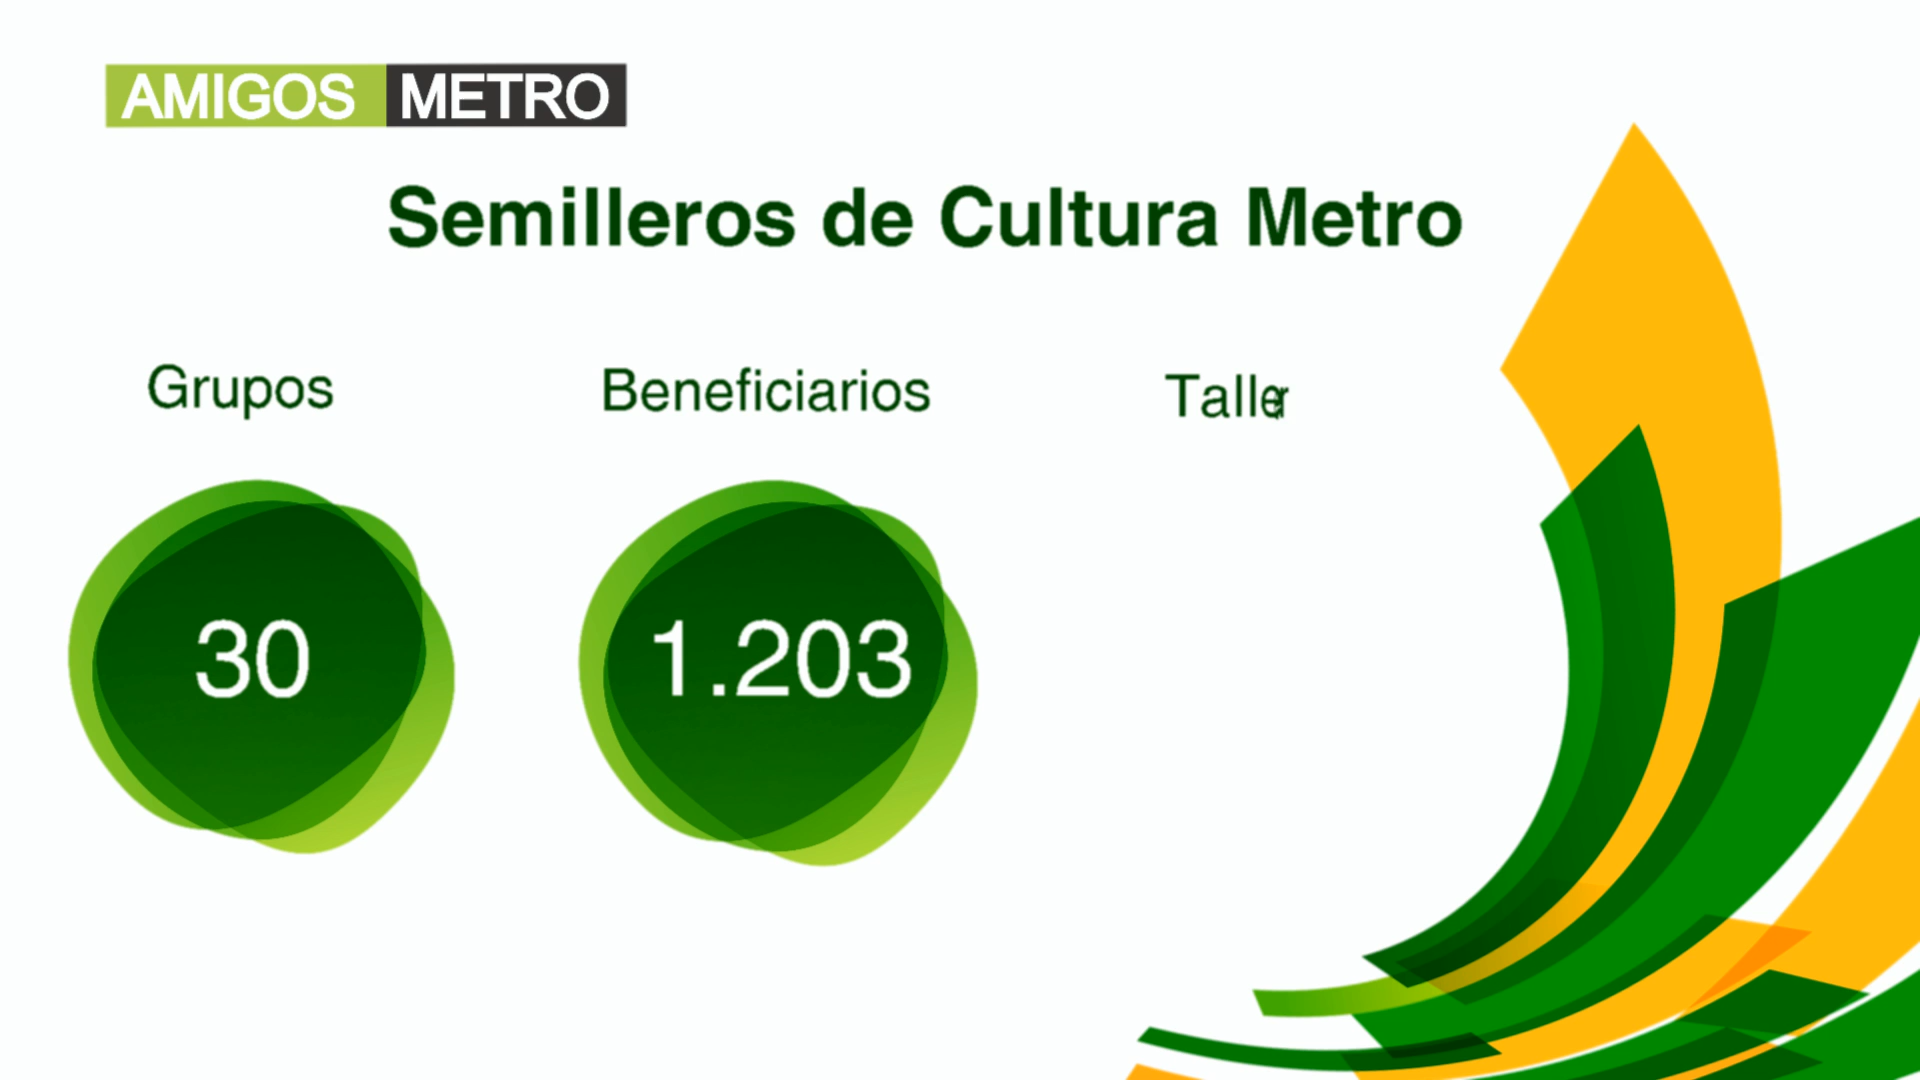 AMIGOS METRO
Semilleros de Cultura Metro
Grupos Beneficiarios
30 1.203